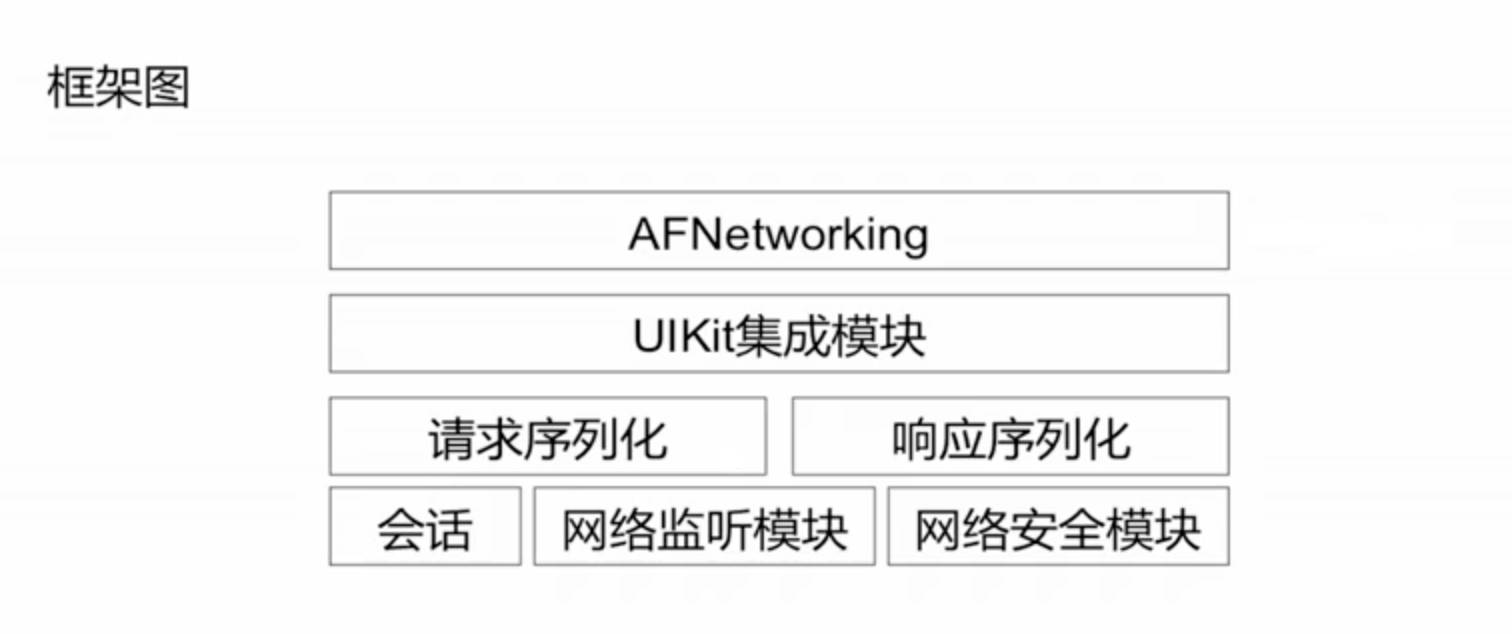 框架图
AFNetworking
UIKit集成模块
请求序列化
响应序列化
会话
网络监听模块
网络安全模块